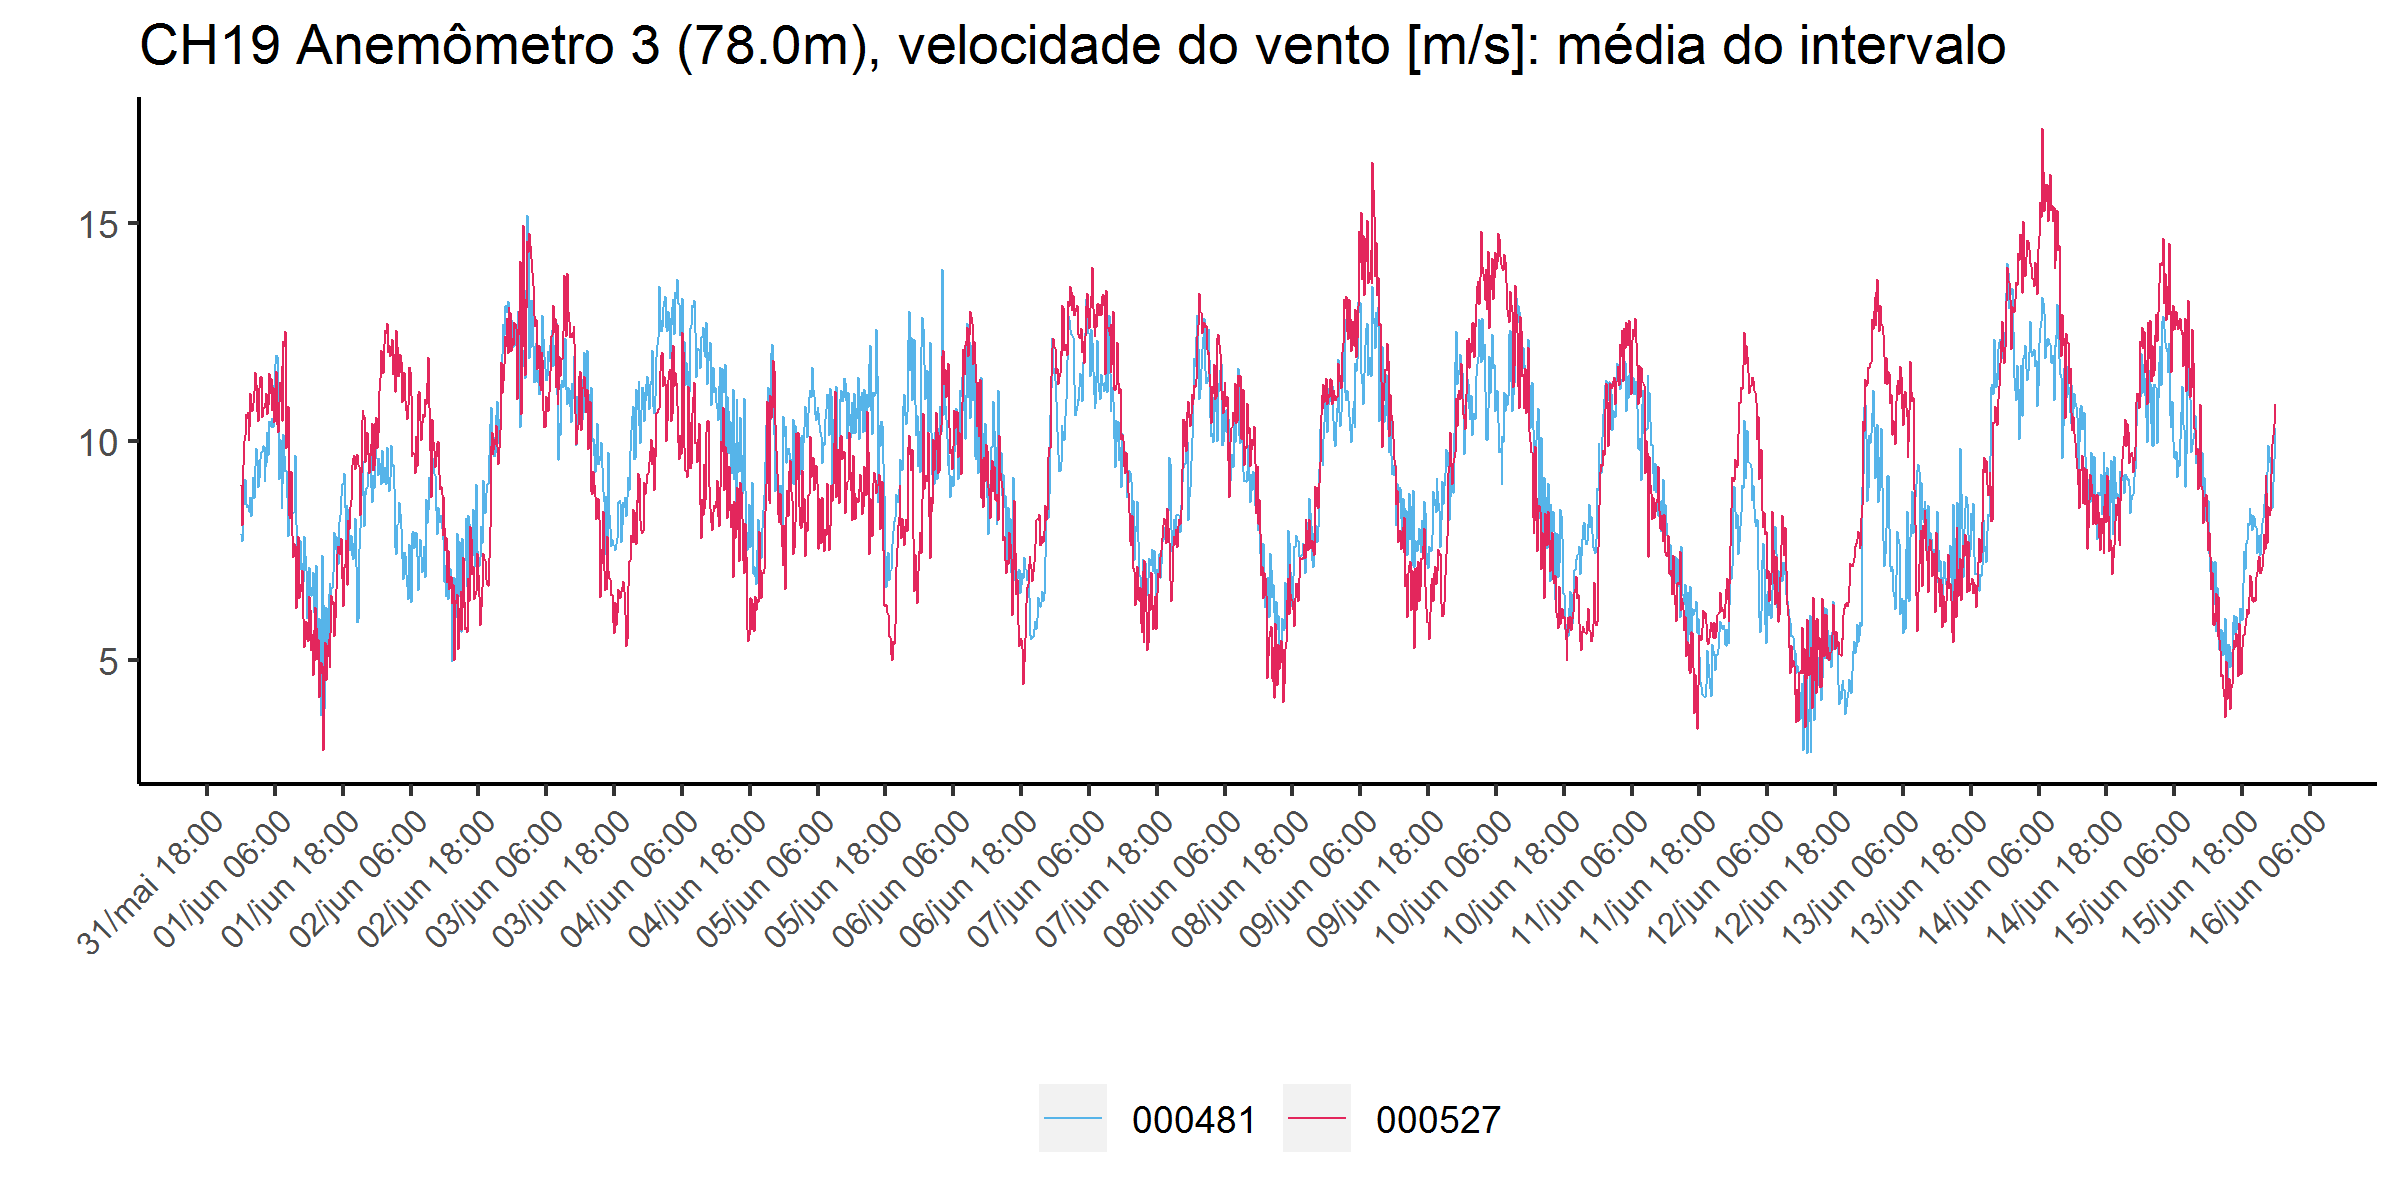 CH19 Anemômetro 3 (78.0m), velocidade do vento [m/s]: média do intervalo
15
10
5
31/mai 18:00
01/jun 06:00
01/jun 18:00
02/jun 06:00
02/jun 18:00
03/jun 06:00
03/jun 18:00
04/jun 06:00
04/jun 18:00
05/jun 06:00
05/jun 18:00
06/jun 06:00
06/jun 18:00
07/jun 06:00
07/jun 18:00
08/jun 06:00
08/jun 18:00
09/jun 06:00
09/jun 18:00
10/jun 06:00
10/jun 18:00
11/jun 06:00
11/jun 18:00
12/jun 06:00
12/jun 18:00
13/jun 06:00
13/jun 18:00
14/jun 06:00
14/jun 18:00
15/jun 06:00
15/jun 18:00
16/jun 06:00
000481
000527